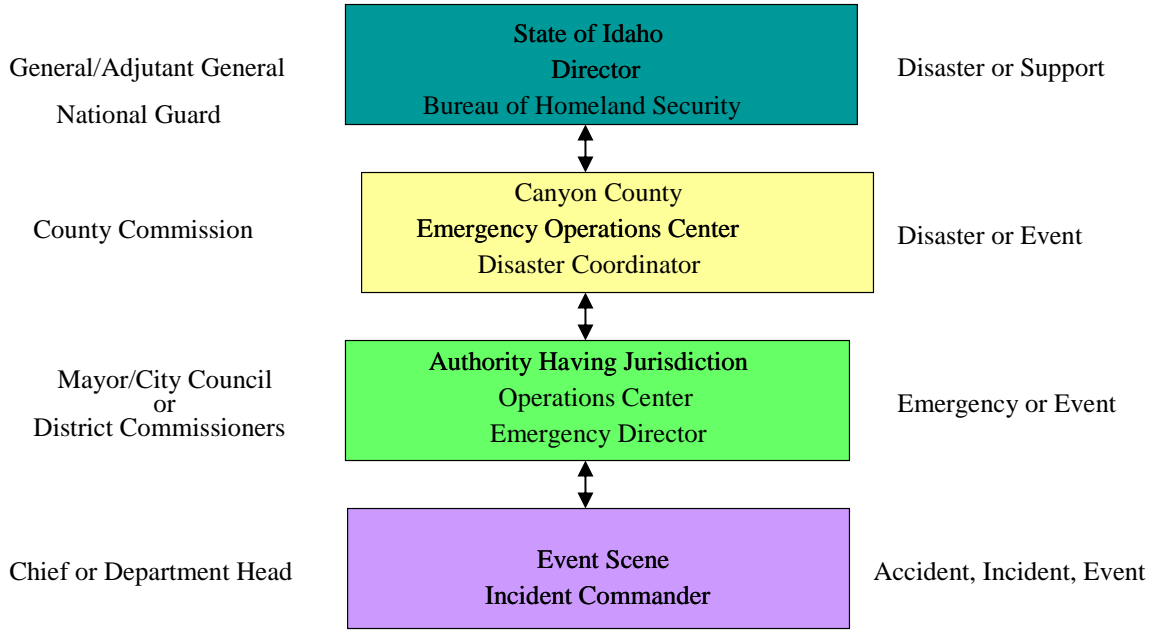 State of Idaho
General/Adjutant General
Director
Disaster or Support
National Guard
Bureau of Homeland Security
Canyon County
County Commission
Emergency Operations Center
Disaster or Event
Disaster Coordinator
Authority Having Jurisdiction
Mayor/City Council
or
District Commissioners
Operations Center
Emergency Director
Emergency or Event
Event Scene
Chief or Department Head
Incident Commander
Accident, Incident, Event